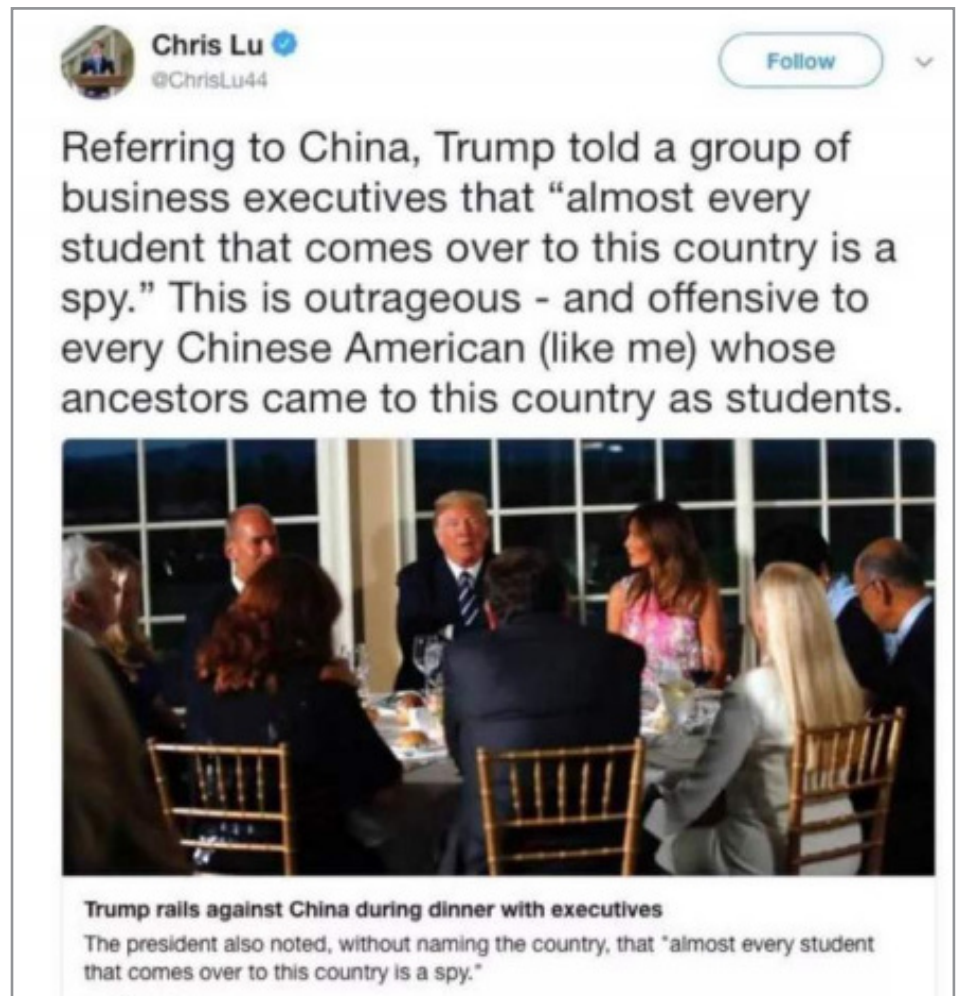 Chris Lu
@ChrisLu44
Follow
Referring to China, Trump told a group of
business executives that “almost every
student that comes over to this country is a
spy.” This is outrageous - and offensive to
every Chinese American (like me) whose
ancestors came to this country as students.
Trump rails against China during dinner with executives
The president also noted, without naming the country, that "almost every student
that comes over to this country is a spy."